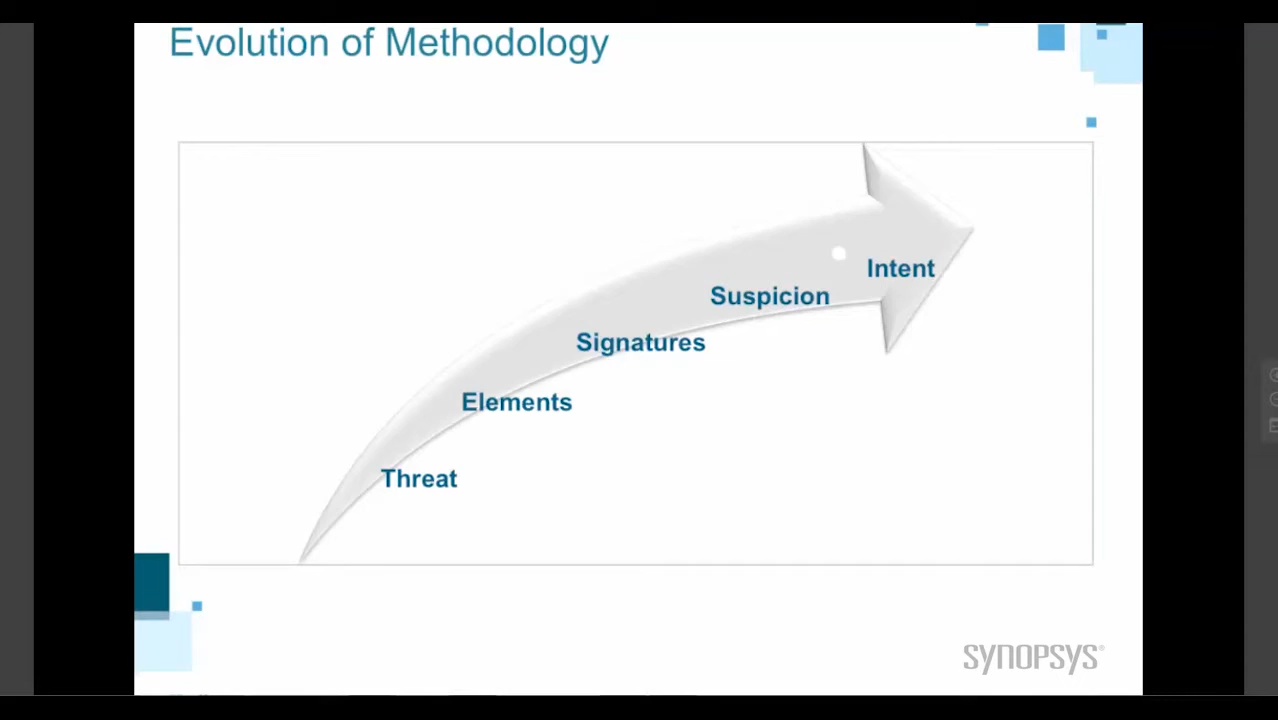 Evolution of Methodology
Intent
Suspicion
Signatures
Elements
Threat
SYNOPSYS®